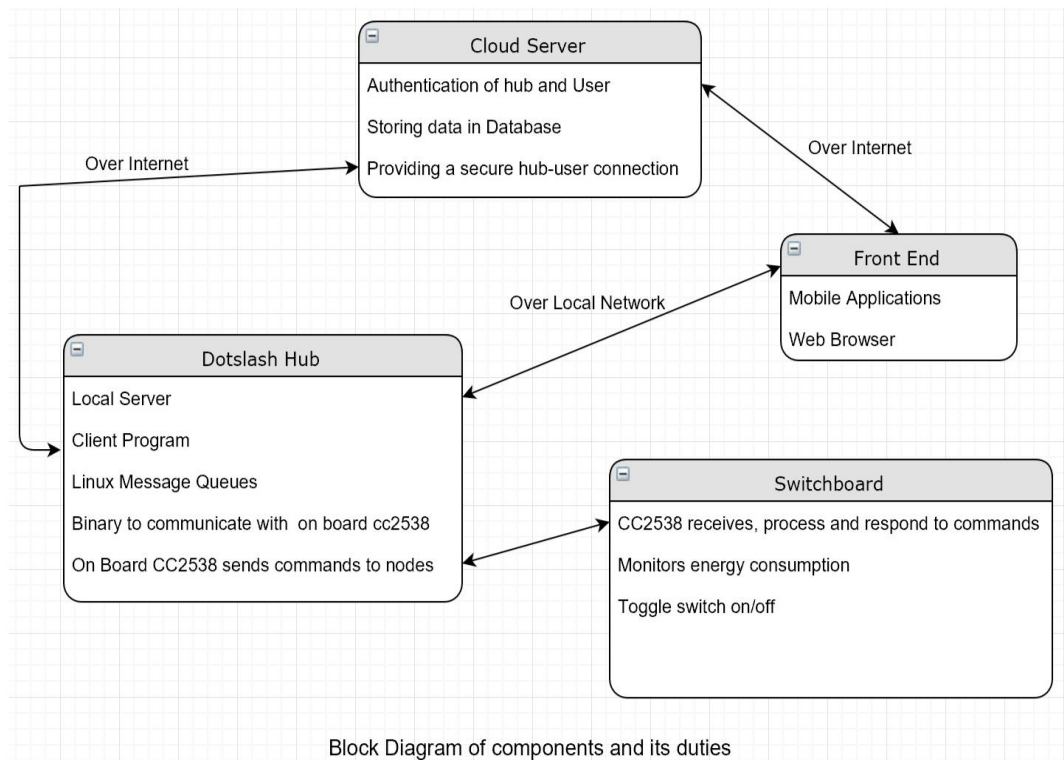 Cloud Server
Authentication of hub and User
Storing data in Database
Providing a secure hub-user connection
Over Internet
Over Internet
Front End
Mobile Applications
Web Browser
Over Local Network
Dotslash Hub
Local Server
Client Program
Linux Message Queues
Binary to communicate with on board cc2538
On Board CC2538 sends commands to nodes
Switchboard
CC2538 receives, process and respond to commands
Monitors energy consumption
Toggle switch on/off
Block Diagram of components and its duties